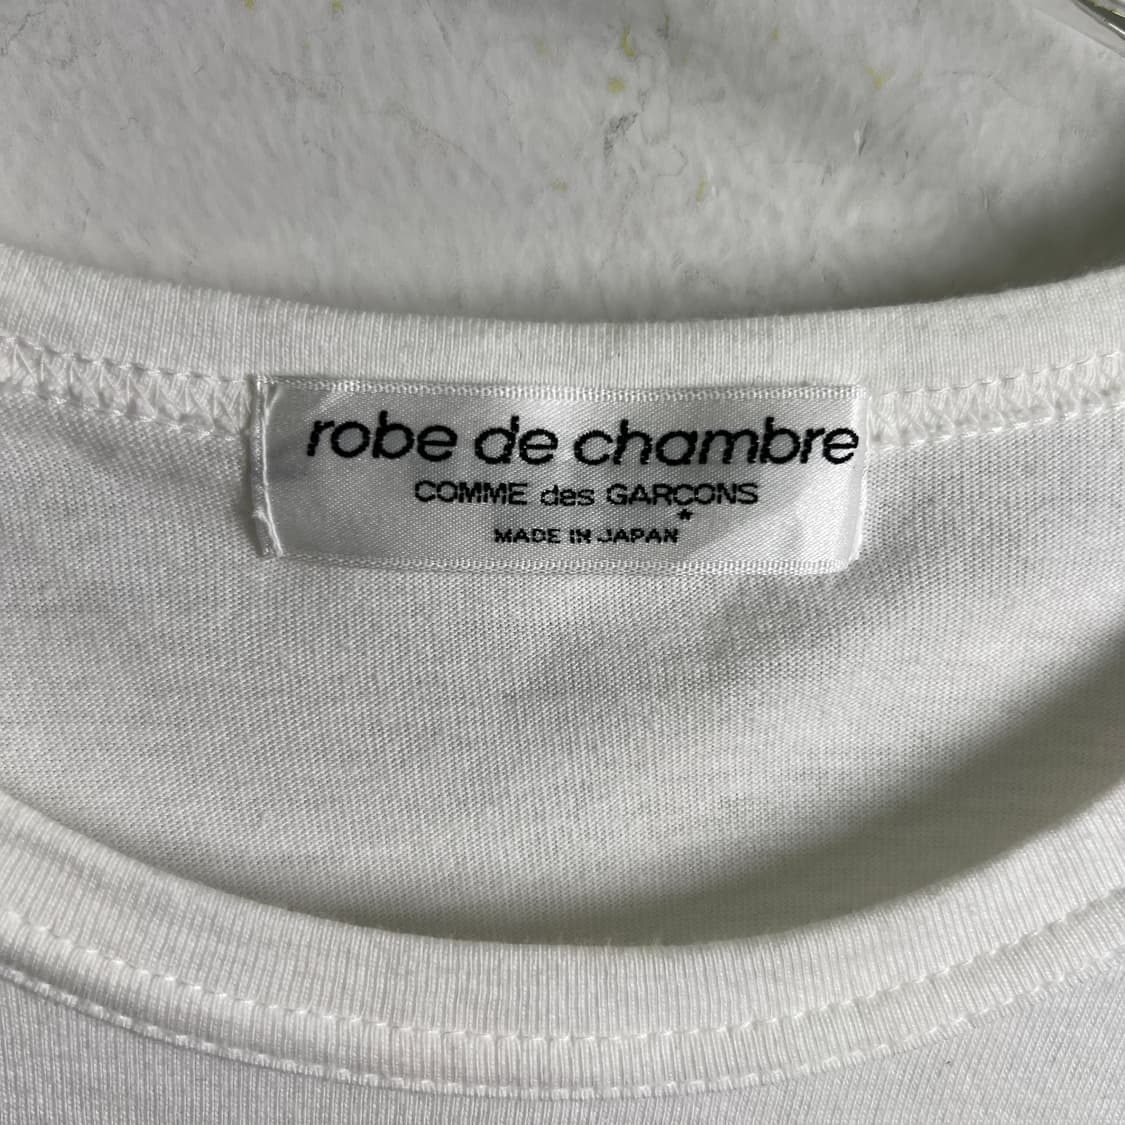 robe de chambre
COMME des GARÇONS
MADE IN JAPAN*